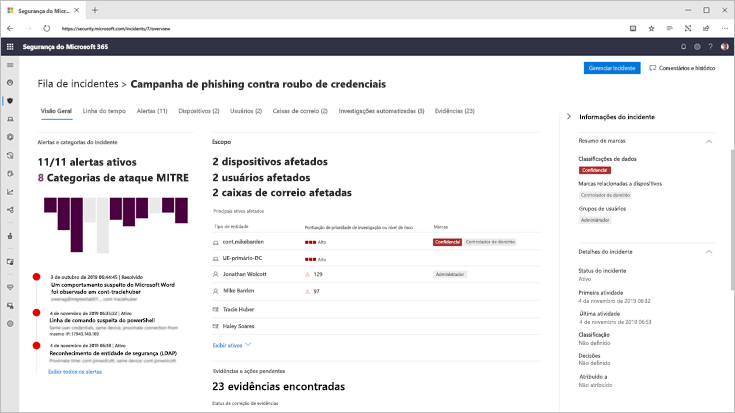 Segurança do Micr...
https://security.microsoft.com/incidents/7/overview
Segurança do Microsoft 365
Fila de incidentes > Campanha de phishing contra roubo de credenciais
Gerenciar incidente
Comentários e histórico
Visão Geral
Linha do tempo
Alertas (11)
Dispositivos (2)
Usuários (2)
Caixas de correio (2)
Investigações automatizadas (3)
Evidências (23)
Alertas e categorias do incidente
11/11 alertas ativos
8 Categorias de ataque MITRE
3 de outubro de 2019 06:44:45 | Resolvido
Um comportamento suspeito do Microsoft Word
foi observado em cont-traciehuber
4 de novembro de 2019 | Ativo
Linha de comando suspeita do powerShell
Same user credentials, same device, proximate connection from
4 de novembro de 2019 | Ativo
Reconhecimento de entidade de segurança (LDAP)
Exibir todos os alertas
Escopo
2 dispositivos afetados
2 usuários afetados
2 caixas de correio afetadas
Principais ativos afetados
Tipo de entidade
Pontuação de prioridade de investigação ou nível de risco
Marcas
cont.mikebarden
Alto
Confidencial
Controlador de domínio
UE-primário-DC
Alto
Jonathan Wolcott
129
Administrador
Mike Barden
97
Tracie Huber
Haley Soares
Exibir ativos
Evidências e ações pendentes
23 evidências encontradas
Status de correção de evidências
Informações do incidente
Resumo de marcas
Classificações de dados
Confidencial
Marcas relacionadas a dispositivos
Controlador de domínio
Grupos de usuários
Administrador
Detalhes do incidente
Status do incidente
Ativo
Primeira atividade
4 de novembro de 2019 06:32
Última atividade
4 de novembro de 2019 06:53
Classificação
Não definido
Decisões
Não definido
Atribuído a
Não atribuído